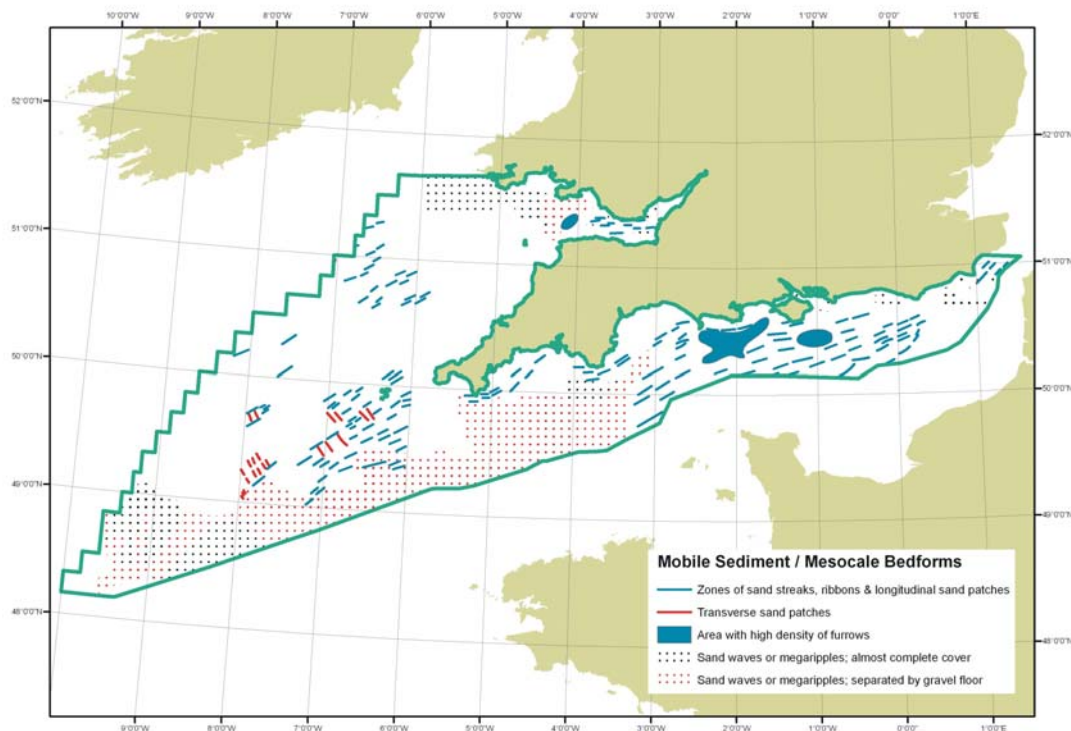 10°0'0"W 9°0'0"W 8°0'0"W 7°0'0"W 6°0'0"W 5°0'0"W 4°0'0"W 3°0'0"W 2°0'0"W 1°0'0"W 0°0'0" 1°0'0"E
52°0'0"N
52°0'0"N
51°0'0"N
51°0'0"N
50°0'0"N
50°0'0"N
49°0'0"N
49°0'0"N
48°0'0"N
48°0'0"N
Mobile Sediment / Mesocale Bedforms
Zones of sand streaks, ribbons & longitudinal sand patches
Transverse sand patches
Area with high density of furrows
Sand waves or megaripples; almost complete cover
Sand waves or megaripples; separated by gravel floor
9°0'0"W 8°0'0"W 7°0'0"W 6°0'0"W 5°0'0"W 4°0'0"W 3°0'0"W 2°0'0"W 1°0'0"W 0°0'0" 1°0'0"E